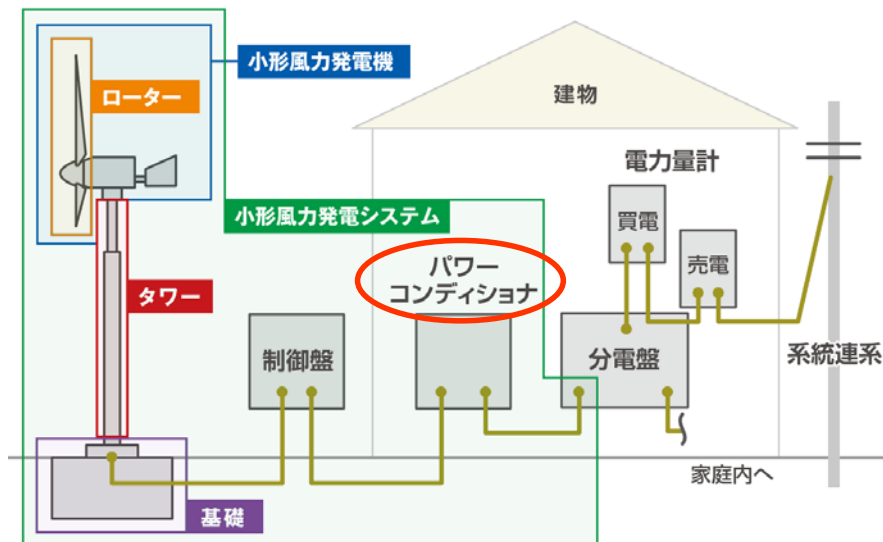 小形風力発電機
ローター
建物
電力量計
小形風力発電システム
買電
パワー
コンディショナ
売電
タワー
制御盤
分電盤
系統連系
家庭内へ
基礎